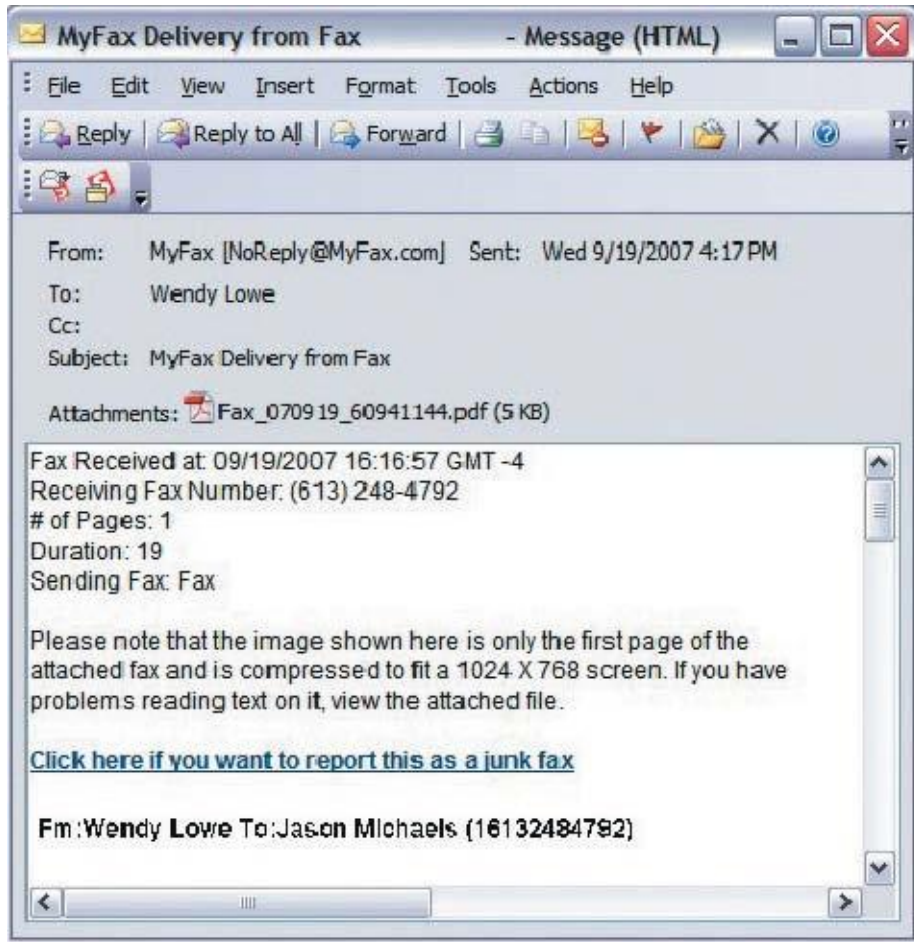 MyFax Delivery from Fax - Message (HTML)
File Edit View Insert Format Tools Actions Help
Reply Reply to All Forward
From: MyFax [NoReply@MyFax.com] Sent: Wed 9/19/2007 4:17 PM
To: Wendy Lowe
Cc:
Subject: MyFax Delivery from Fax
Attachments: Fax_070919_60941144.pdf (5 KB)
Fax Received at: 09/19/2007 16:16:57 GMT -4
Receiving Fax Number: (613) 248-4792
# of Pages: 1
Duration: 19
Sending Fax: Fax
Please note that the image shown here is only the first page of the
attached fax and is compressed to fit a 1024 X 768 screen. If you have
problems reading text on it, view the attached file.
Click here if you want to report this as a junk fax
Fm:Wendy Lowe To:Jason Michaels (16132484792)